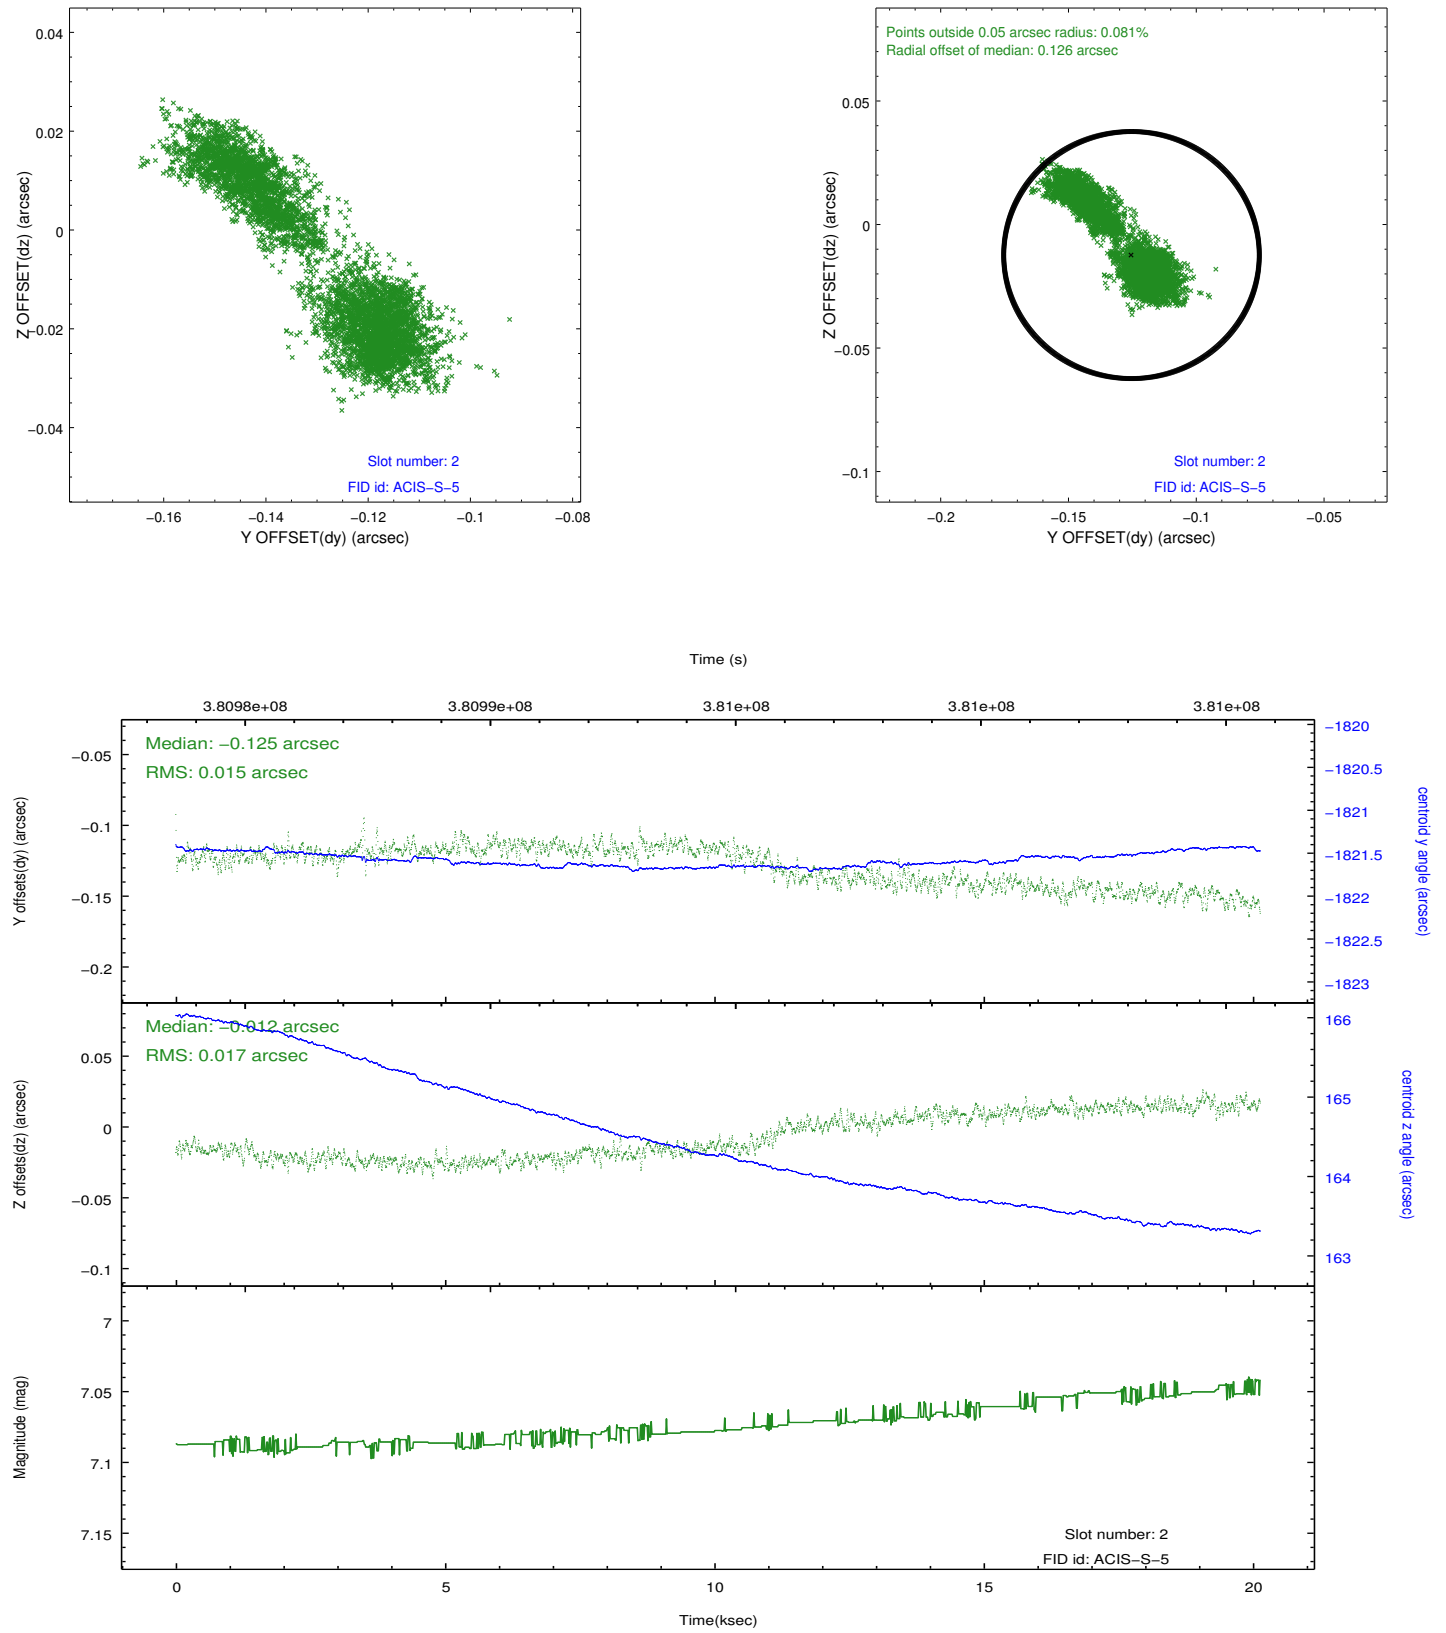 0.04
0.02
0
−0.02
−0.04
Z OFFSET(dz) (arcsec)
Slot number: 2
FID id: ACIS−S−5
−0.16 −0.14 −0.12 −0.1 −0.08
Y OFFSET(dy) (arcsec)
Points outside 0.05 arcsec radius: 0.081%
Radial offset of median: 0.126 arcsec
0.05
0
−0.05
−0.1
Z OFFSET(dz) (arcsec)
Slot number: 2
FID id: ACIS−S−5
−0.2 −0.15 −0.1 −0.05
Y OFFSET(dy) (arcsec)
Time (s)
3.8098e+08 3.8099e+08 3.81e+08 3.81e+08 3.81e+08
Median: −0.125 arcsec
RMS: 0.015 arcsec
−0.05
−0.1
−0.15
−0.2
Y offsets(dy) (arcsec)
−1820
−1820.5
−1821
−1821.5
−1822
−1822.5
−1823
centroid y angle (arcsec)
Median: −0.012 arcsec
RMS: 0.017 arcsec
0.05
0
−0.05
−0.1
Z offsets(dz) (arcsec)
166
165
164
163
centroid z angle (arcsec)
7
7.05
7.1
7.15
Magnitude (mag)
Slot number: 2
FID id: ACIS−S−5
0 5 10 15 20
Time(ksec)